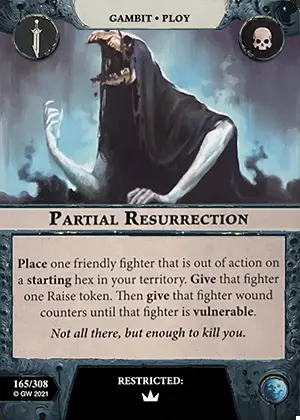 GAMBIT • PLOY
PARTIAL RESURRECTION
Place one friendly fighter that is out of action on
a starting hex in your territory. Give that fighter
one Raise token. Then give that fighter wound
counters until that fighter is vulnerable.
Not all there, but enough to kill you.
165/308
© GW 2021
RESTRICTED: